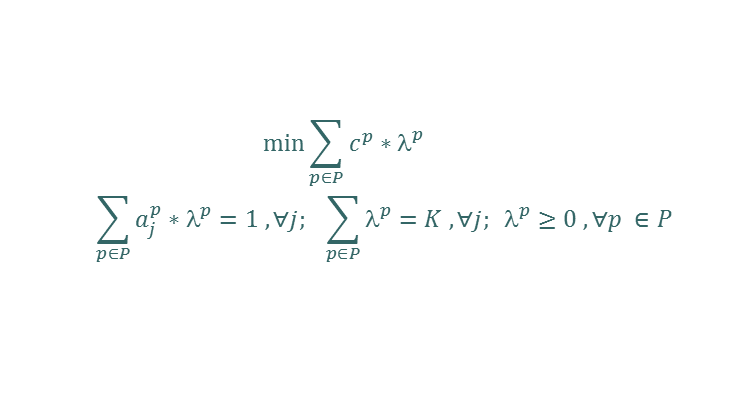 min ∑_{p∈P} c^p * λ^p
∑_{p∈P} a_j^p * λ^p = 1 ,∀j; ∑_{p∈P} λ^p = K ,∀j; λ^p ≥ 0 ,∀p ∈ P